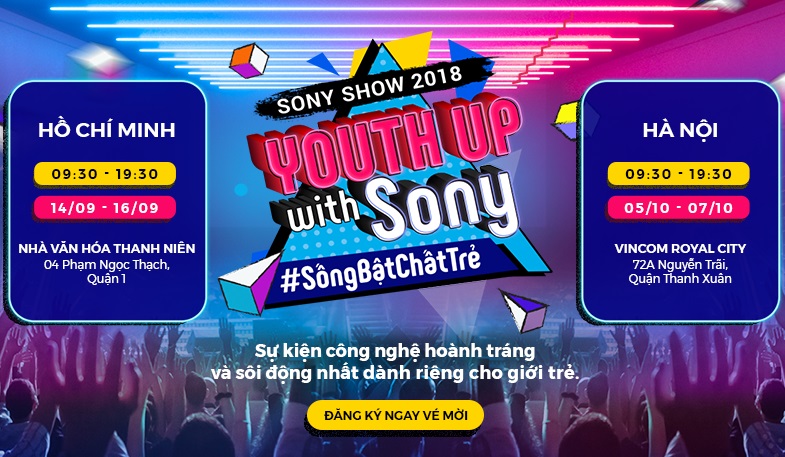 SONY SHOW 2018
YOUTH UP
with Sony
#SốngBậtChấtTrẻ
HỒ CHÍ MINH
09:30 - 19:30
14/09 - 16/09
NHÀ VĂN HÓA THANH NIÊN
04 Phạm Ngọc Thạch,
Quận 1
HÀ NỘI
09:30 - 19:30
05/10 - 07/10
VINCOM ROYAL CITY
72A Nguyễn Trãi,
Quận Thanh Xuân
Sự kiện công nghệ hoành tráng
và sôi động nhất dành riêng cho giới trẻ.
ĐĂNG KÝ NGAY VÉ MỜI